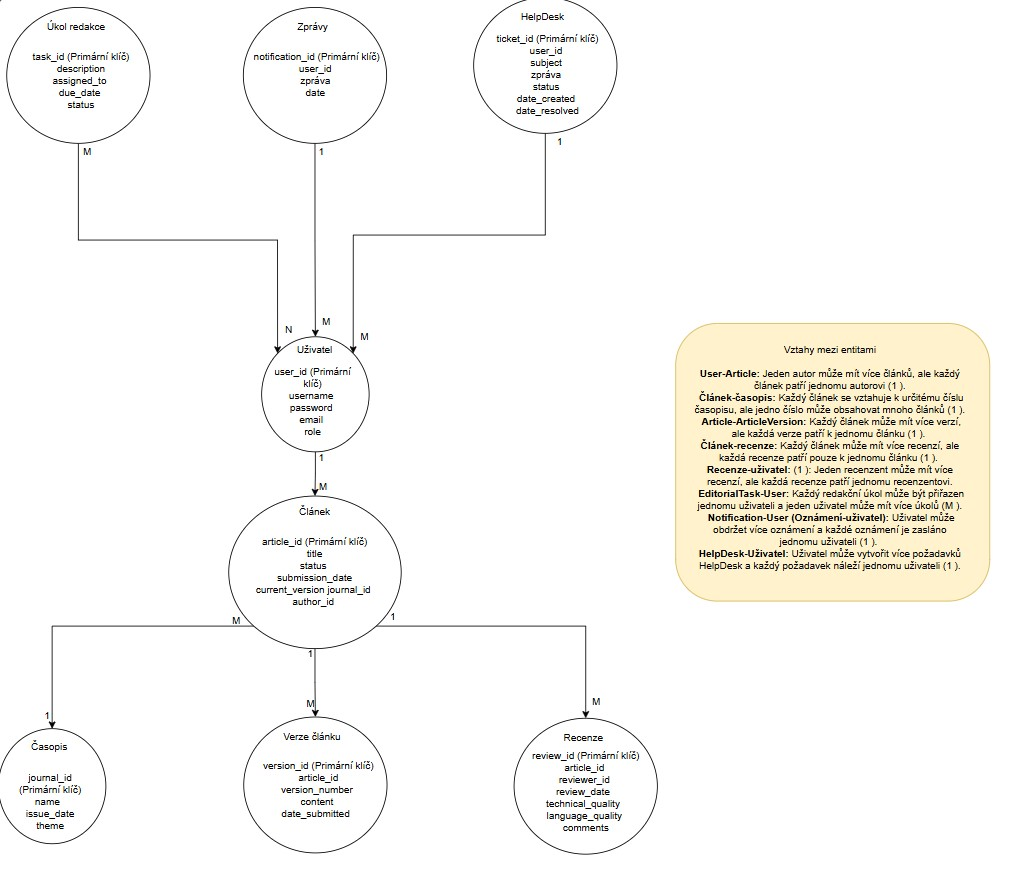 Úkol redakce
task_id (Primární klíč)
description
assigned_to
due_date
status
M
Zprávy
notification_id (Primární klíč)
user_id
zpráva
date
1
HelpDesk
ticket_id (Primární klíč)
user_id
subject
zpráva
status
date_created
date_resolved
1
N
M
M
Uživatel
user_id (Primární
klíč)
username
password
email
role
1
M
Článek
article_id (Primární klíč)
title
status
submission_date
current_version journal_id
author_id
M
1
1
1
M
M
Časopis
journal_id
(Primární klíč)
name
issue_date
theme
Verze článku
version_id (Primární klíč)
article_id
version_number
content
date_submitted
Recenze
review_id (Primární klíč)
article_id
reviewer_id
review_date
technical_quality
language_quality
comments
Vztahy mezi entitami
User-Article: Jeden autor může mít více článků, ale každý
článek patří jednomu autorovi (1 ).
Článek-časopis: Každý článek se vztahuje k určitému číslu
časopisu, ale jedno číslo může obsahovat mnoho článků (1 ).
Article-ArticleVersion: Každý článek může mít více verzí,
ale každá verze patří k jednomu článku (1 ).
Článek-recenze: Každý článek může mít více recenzí, ale
každá recenze patří pouze k jednomu článku (1 ).
Recenze-uživatel: (1 ): Jeden recenzent může mít více
recenzí, ale každá recenze patří jednomu recenzentovi.
EditorialTask-User: Každý redakční úkol může být přiřazen
jednomu uživateli a jeden uživatel může mít více úkolů (M ).
Notification-User (Oznámení-uživatel): Uživatel může
obdržet více oznámení a každé oznámení je zasláno
jednomu uživateli (1 ).
HelpDesk-Uživatel: Uživatel může vytvořit více požadavků
HelpDesk a každý požadavek náleží jednomu uživateli (1 ).